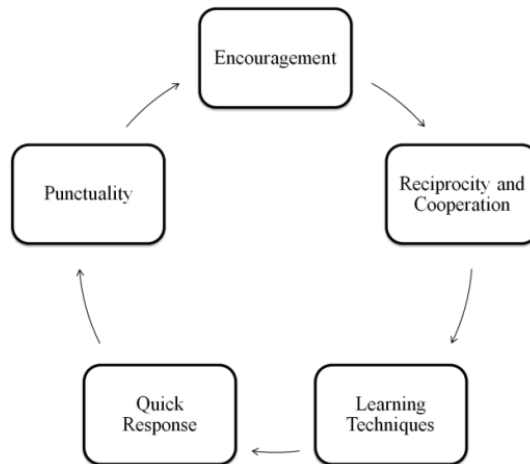 Encouragement
Reciprocity and
Cooperation
Learning
Techniques
Quick
Response
Punctuality